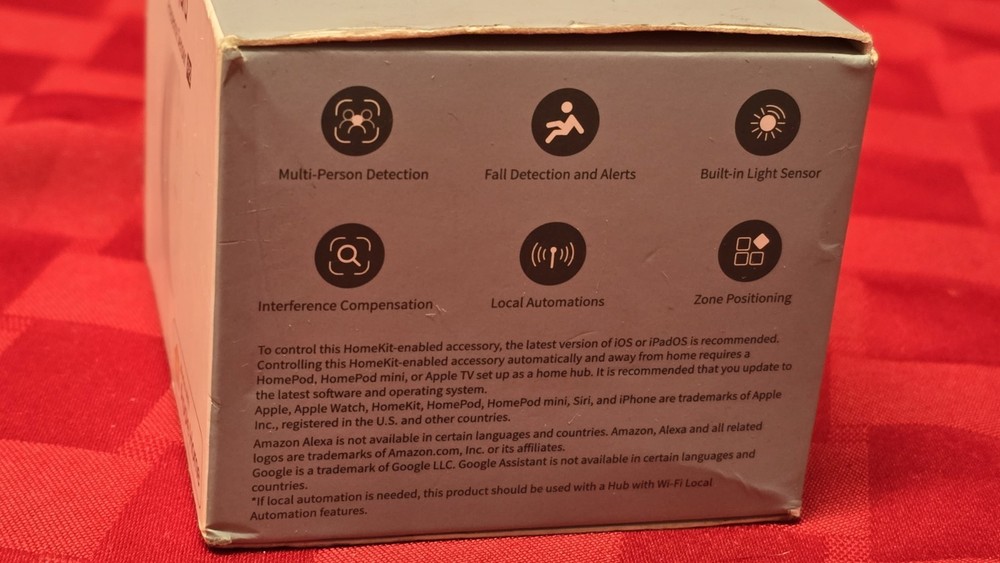 Multi-Person Detection
Fall Detection and Alerts
Built-in Light Sensor
Interference Compensation
Local Automations
Zone Positioning
To control this HomeKit-enabled accessory, the latest version of iOS or iPadOS is recommended.
Controlling this HomeKit-enabled accessory automatically and away from home requires a
HomePod, HomePod mini, or Apple TV set up as a home hub. It is recommended that you update to
the latest software and operating system.
Apple, Apple Watch, HomeKit, HomePod, HomePod mini, Siri, and iPhone are trademarks of Apple
Inc., registered in the U.S. and other countries.
Amazon Alexa is not available in certain languages and countries. Amazon, Alexa and all related
logos are trademarks of Amazon.com, Inc. or its affiliates.
Google is a trademark of Google LLC. Google Assistant is not available in certain languages and
countries.
*If local automation is needed, this product should be used with a Hub with Wi-Fi Local
Automation features.